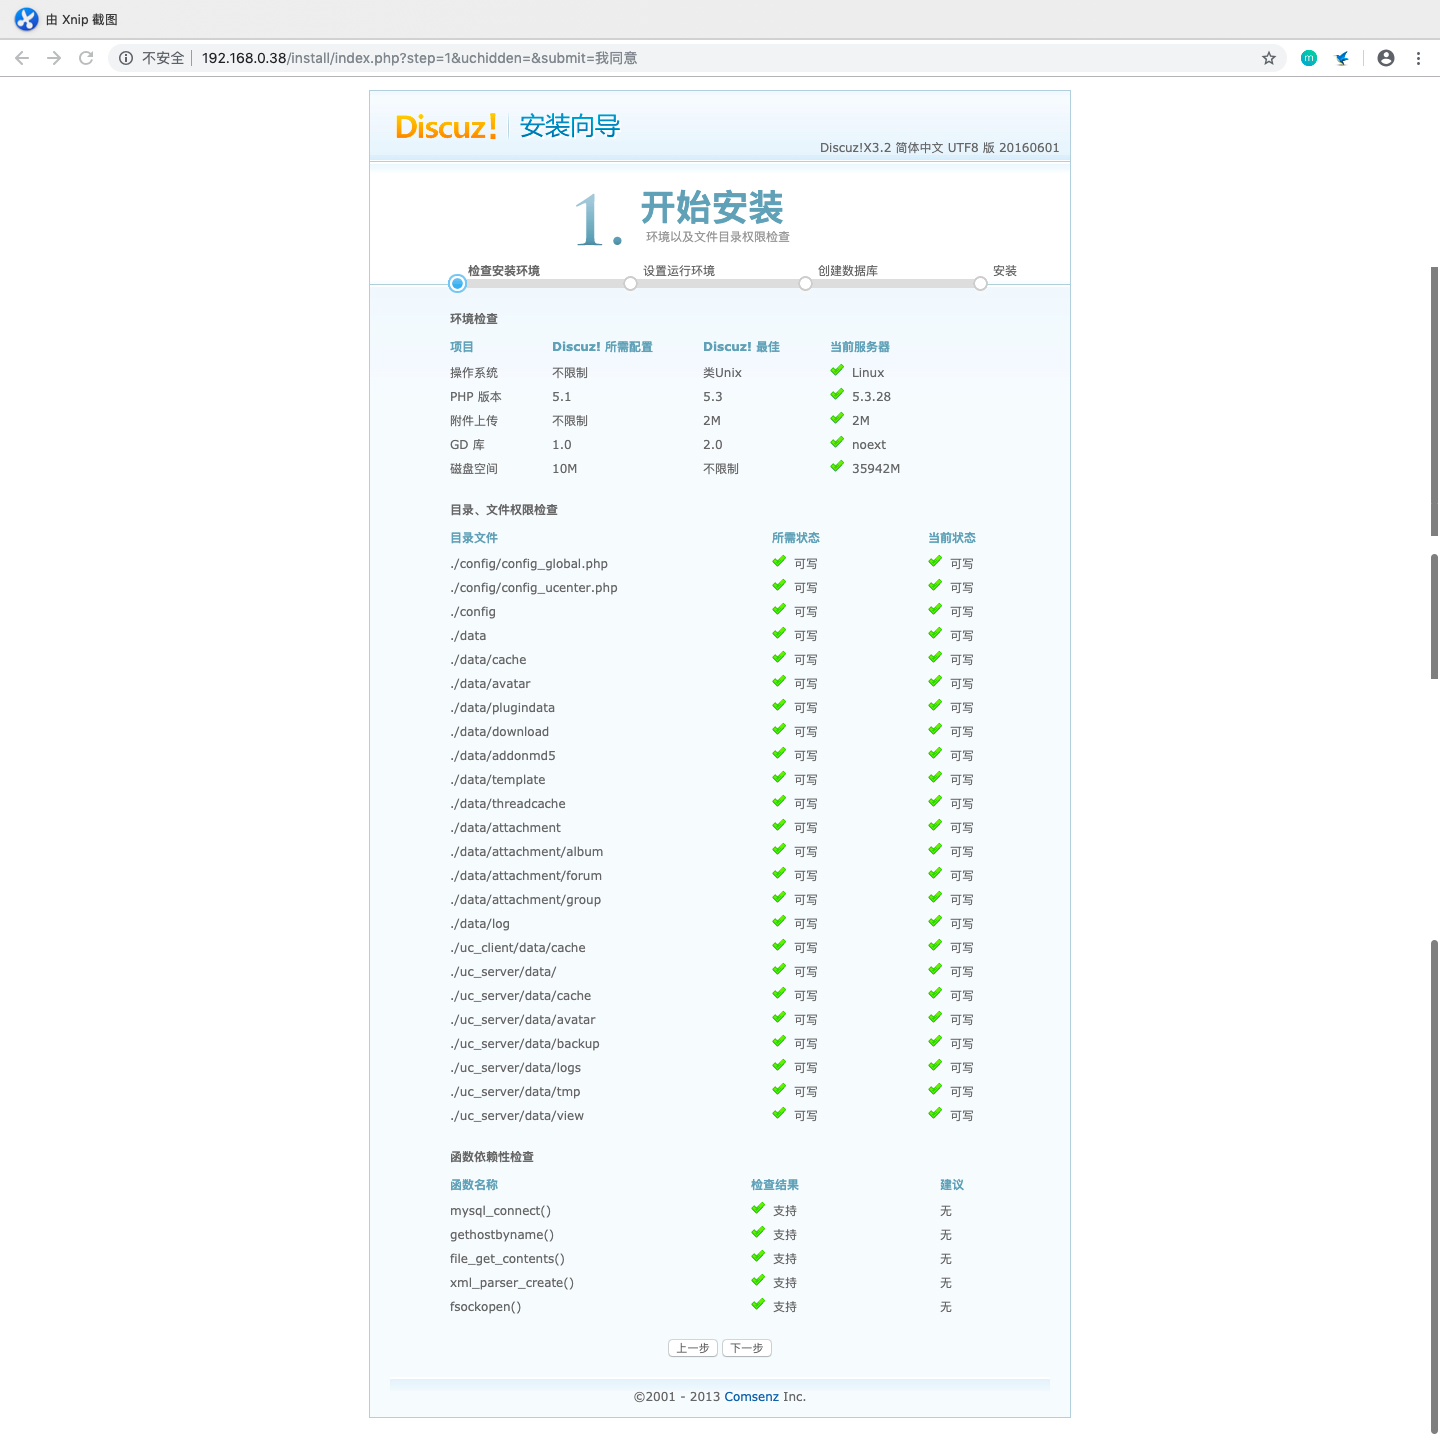 由 Xnip 截图
不安全 192.168.0.38/install/index.php?step=1&uchidden=&submit=我同意
Discuz! 安装向导
Discuz!X3.2 简体中文 UTF8 版 20160601
1. 开始安装
环境以及文件目录权限检查
检查安装环境 设置运行环境 创建数据库 安装
环境检查
项目 Discuz! 所需配置 Discuz! 最佳 当前服务器
操作系统 不限制 类Unix Linux
PHP 版本 5.1 5.3 5.3.28
附件上传 不限制 2M 2M
GD 库 1.0 2.0 noext
磁盘空间 10M 不限制 35942M
目录、文件权限检查
目录文件 所需状态 当前状态
./config/config_global.php 可写 可写
./config/config_ucenter.php 可写 可写
./config 可写 可写
./data 可写 可写
./data/cache 可写 可写
./data/avatar 可写 可写
./data/plugindata 可写 可写
./data/download 可写 可写
./data/addonmd5 可写 可写
./data/template 可写 可写
./data/threadcache 可写 可写
./data/attachment 可写 可写
./data/attachment/album 可写 可写
./data/attachment/forum 可写 可写
./data/attachment/group 可写 可写
./data/log 可写 可写
./uc_client/data/cache 可写 可写
./uc_server/data/ 可写 可写
./uc_server/data/cache 可写 可写
./uc_server/data/avatar 可写 可写
./uc_server/data/backup 可写 可写
./uc_server/data/logs 可写 可写
./uc_server/data/tmp 可写 可写
./uc_server/data/view 可写 可写
函数依赖性检查
函数名称 检查结果 建议
mysql_connect() 支持 无
gethostbyname() 支持 无
file_get_contents() 支持 无
xml_parser_create() 支持 无
fsockopen() 支持 无
上一步 下一步
©2001 - 2013 Comsenz Inc.